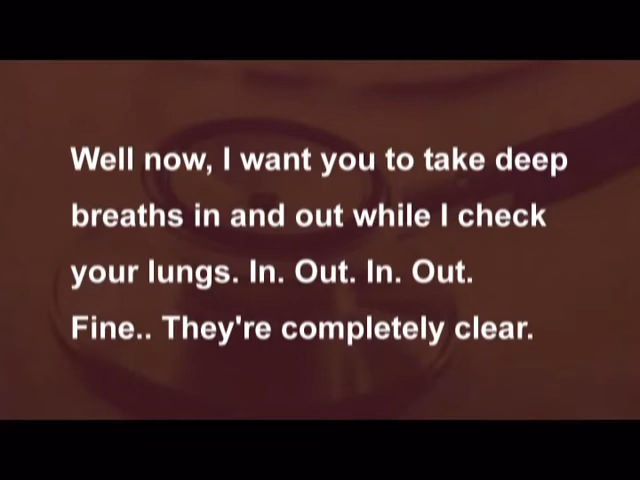 Well now, I want you to take deep
breaths in and out while I check
your lungs. In. Out. In. Out.
Fine.. They're completely clear.